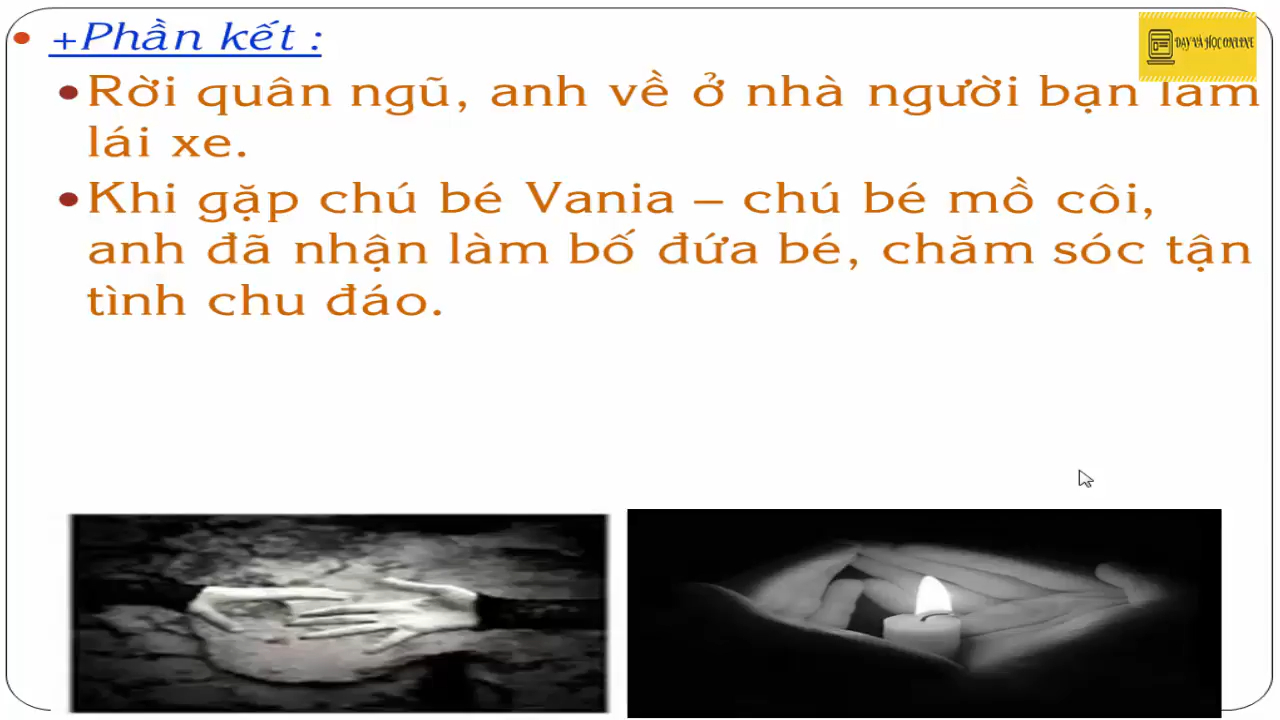 +Phần kết :
DẠY VÀ HỌC ONLINE
Rời quân ngũ, anh về ở nhà người bạn làm
lái xe.
Khi gặp chú bé Vania – chú bé mồ côi,
anh đã nhận làm bố đứa bé, chăm sóc tận
tình chu đáo.